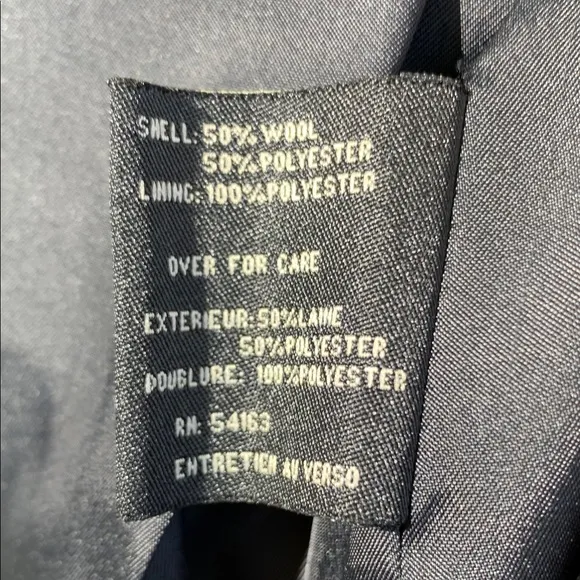 SHELL: 50% WOOL
50% POLYESTER
LINING: 100% POLYESTER
OVER FOR CARE
EXTERIEUR: 50% LAINE
50% POLYESTER
DOUBLURE: 100% POLYESTER
RN: 54163
ENTRETIEN AU VERSO